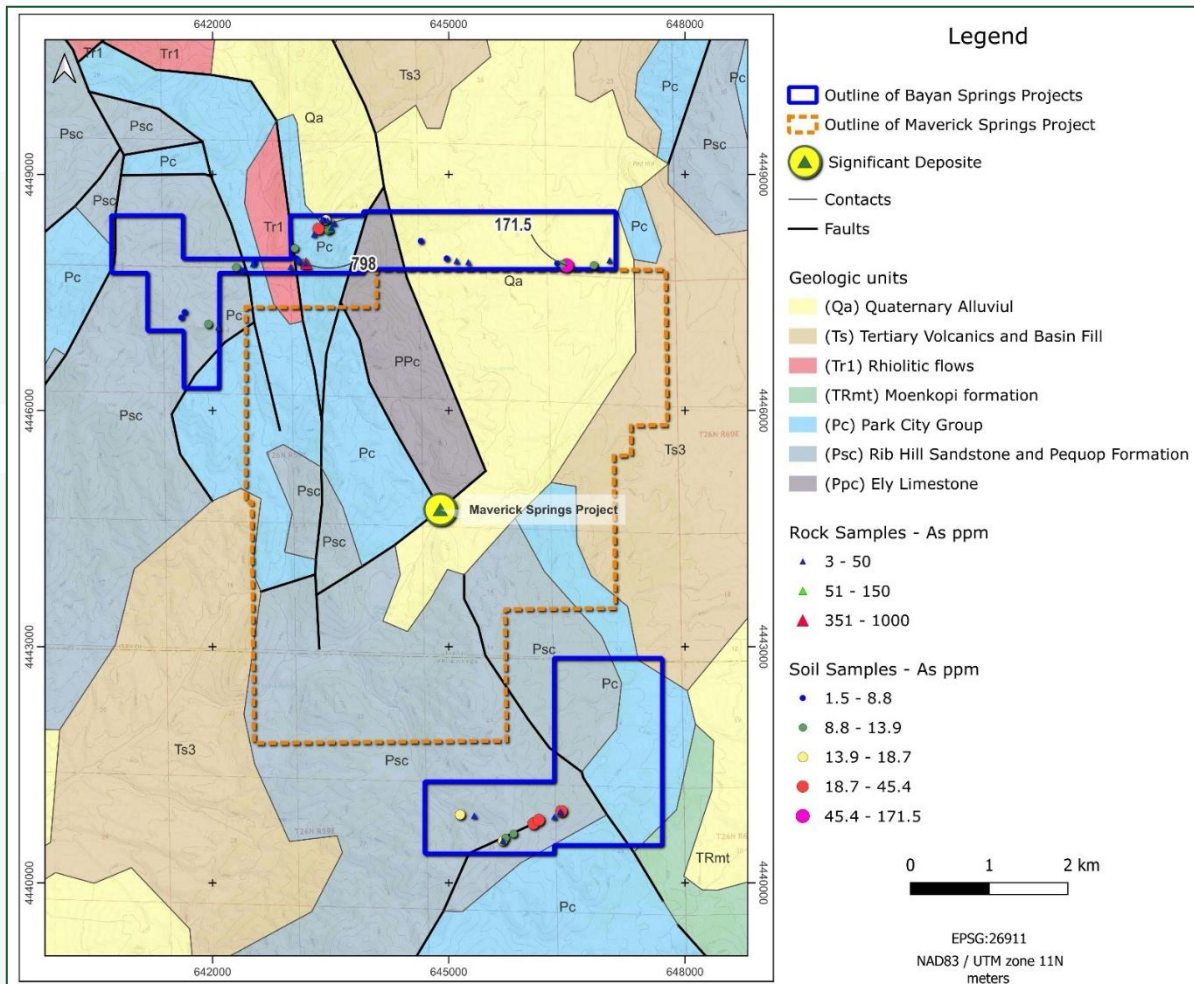 642000
645000
648000
4449000
4446000
4443000
4440000
Tr1
Tr1
Ts3
Pc
Pc
Psc
Psc
Qa
Psc
Pc
Psc
Pc
Tr1
Pc
171.5
798
Pc
Qa
Pc
PPc
Psc
Ts3
T26N R60E
Pc
Psc
Psc
Maverick Springs Project
Psc
Pc
Ts3
Psc
T26N R59E
TRmt
Pc
4449000
4446000
4443000
4440000
642000
645000
648000
Legend
Outline of Bayan Springs Projects
Outline of Maverick Springs Project
Significant Deposite
Contacts
Faults
Geologic units
(Qa) Quaternary Alluviul
(Ts) Tertiary Volcanics and Basin Fill
(Tr1) Rhiolitic flows
(TRmt) Moenkopi formation
(Pc) Park City Group
(Psc) Rib Hill Sandstone and Pequop Formation
(Ppc) Ely Limestone
Rock Samples - As ppm
3 - 50
51 - 150
351 - 1000
Soil Samples - As ppm
1.5 - 8.8
8.8 - 13.9
13.9 - 18.7
18.7 - 45.4
45.4 - 171.5
0 1 2 km
EPSG:26911
NAD83 / UTM zone 11N
meters